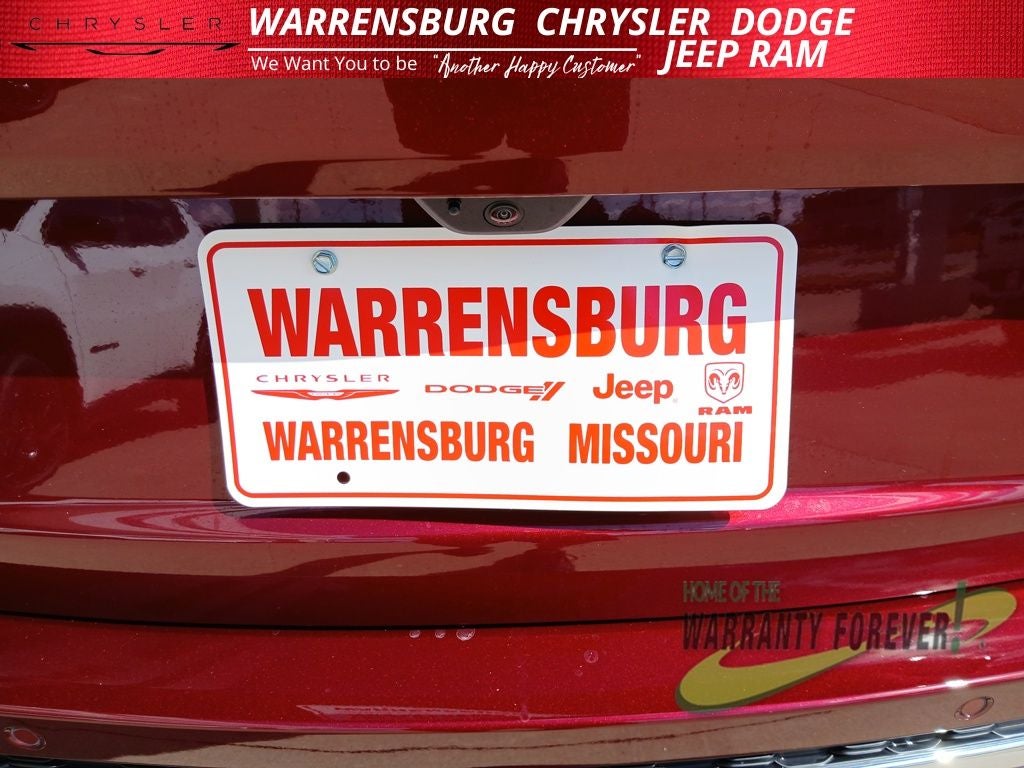 CHRYSLER
WARRENSBURG CHRYSLER DODGE
JEEP RAM
We Want You to be "Another Happy Customer"
WARRENSBURG
CHRYSLER DODGE Jeep RAM
WARRENSBURG MISSOURI
HOME OF THE
WARRANTY FOREVER!